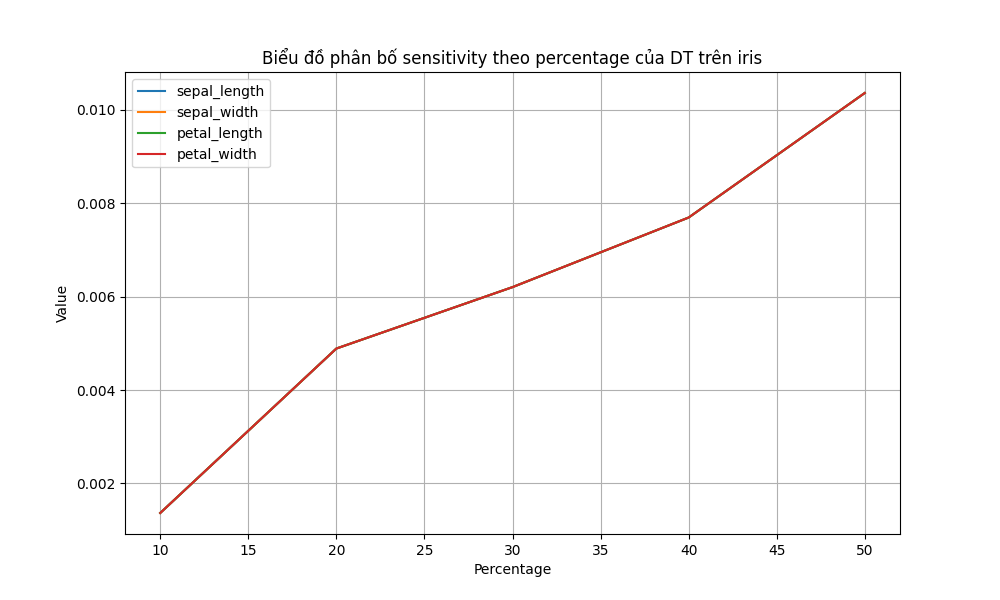 Biểu đồ phân bố sensitivity theo percentage của DT trên iris
sepal_length
sepal_width
petal_length
petal_width
0.010
0.008
0.006
0.004
0.002
Value
10 15 20 25 30 35 40 45 50
Percentage